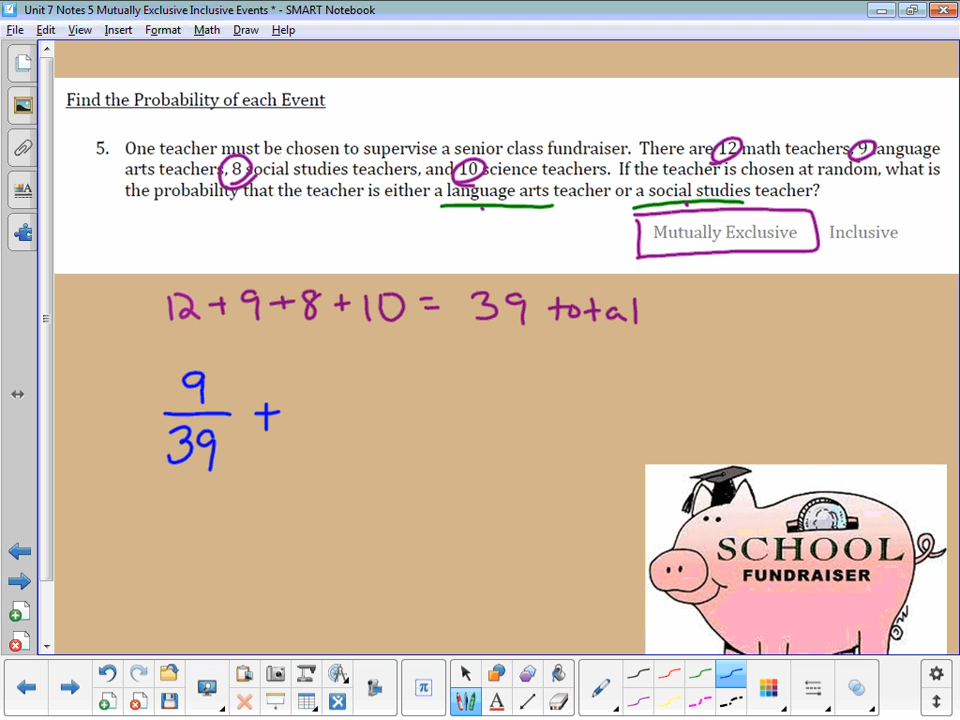 Unit 7 Notes 5 Mutually Exclusive Inclusive Events * - SMART Notebook
File Edit View Insert Format Math Draw Help
Find the Probability of each Event
5. One teacher must be chosen to supervise a senior class fundraiser. There are 12 math teachers, 9 language
arts teachers, 8 social studies teachers, and 10 science teachers. If the teacher is chosen at random, what is
the probability that the teacher is either a language arts teacher or a social studies teacher?
Mutually Exclusive Inclusive
12 + 9 + 8 + 10 = 39 total
9
39 +
SCHOOL
FUNDRAISER